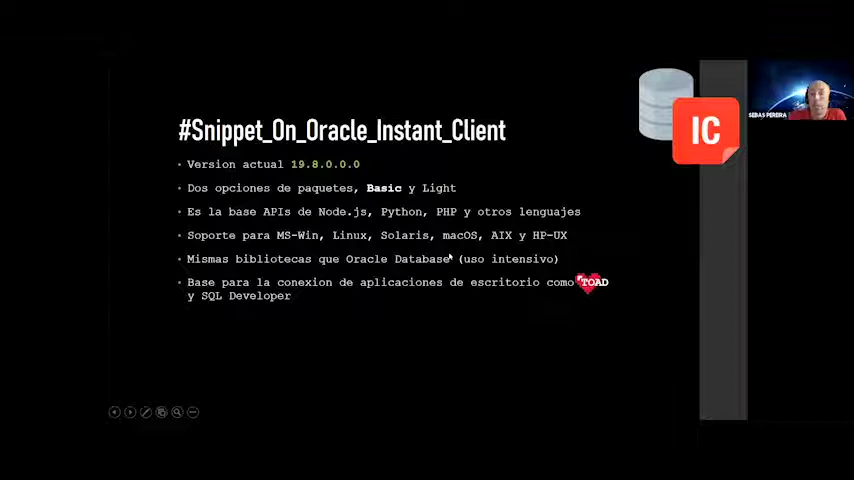 #Snippet_On_Oracle_Instant_Client
IC
SEBAS PEREIRA
Version actual 19.8.0.0.0
Dos opciones de paquetes, Basic y Light
Es la base APIs de Node.js, Python, PHP y otros lenguajes
Soporte para MS-Win, Linux, Solaris, macOS, AIX y HP-UX
Mismas bibliotecas que Oracle Database (uso intensivo)
Base para la conexion de aplicaciones de escritorio como TOAD
y SQL Developer